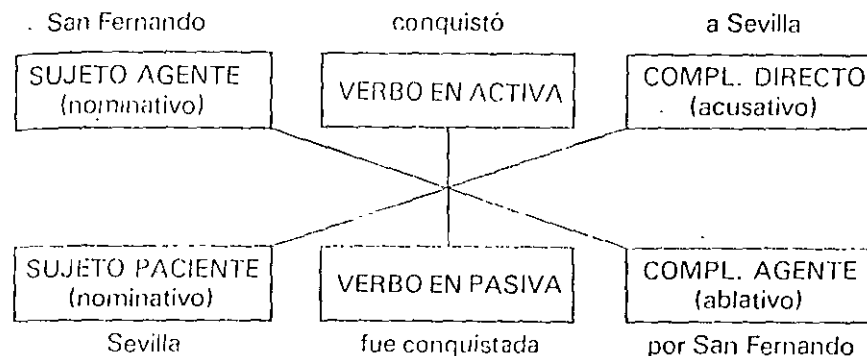 San Fernando conquistó a Sevilla
SUJETO AGENTE
(nominativo)
VERBO EN ACTIVA
COMPL. DIRECTO
(acusativo)
SUJETO PACIENTE
(nominativo)
VERBO EN PASIVA
COMPL. AGENTE
(ablativo)
Sevilla fue conquistada por San Fernando